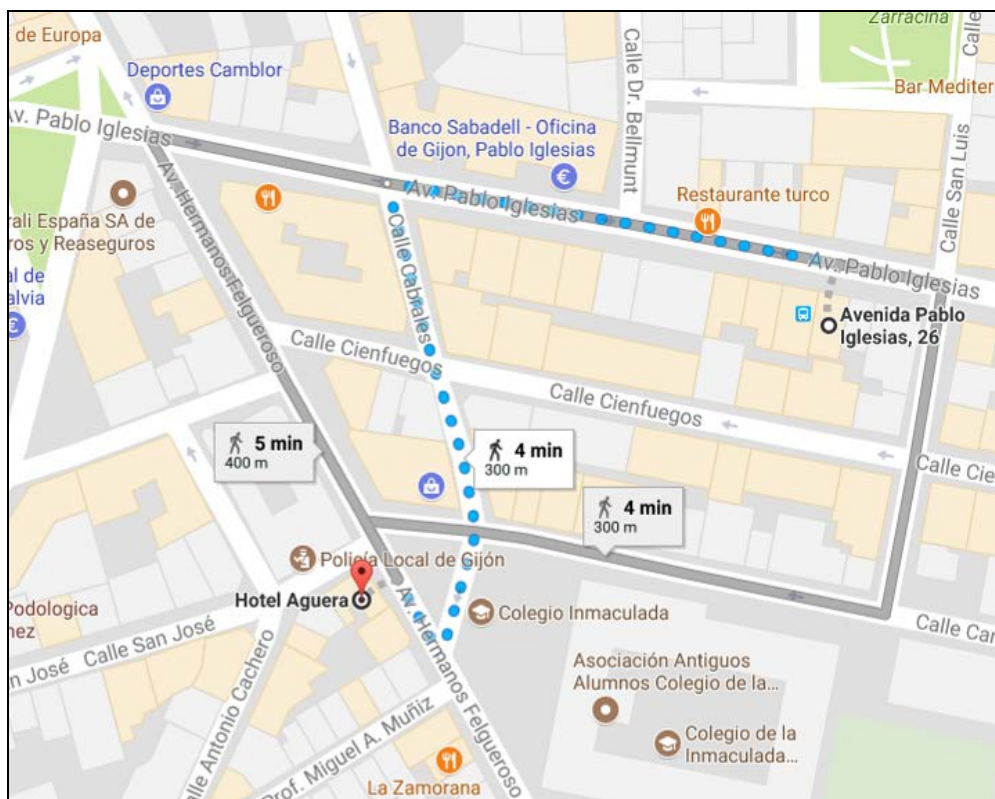 de Europa
Zarracina
Calle
Deportes Camblor
Calle Dr. Bellmunt
Bar Mediter
Av. Pablo Iglesias
Banco Sabadell - Oficina
de Gijon, Pablo Iglesias
€
Calle San Luis
Restaurante turco
Av. Pablo Iglesias
rali España SA de
ros y Reaseguros
Av. Hermanos Felgueroso
Calle Cabrales
Av. Pablo Iglesias
al de
alvia
€
Avenida Pablo
Iglesias, 26
Calle Cienfuegos
Calle Cienfuegos
5 min
400 m
4 min
300 m
Calle Cie
4 min
300 m
Policía Local de Gijón
Hotel Aguera
Podologica
nez
Colegio Inmaculada
Calle Car
n José Calle San José
Av. Hermanos Felgueroso
Asociación Antiguos
Alumnos Colegio de la...
Calle Antonio Cachero
Colegio de la
Inmaculada...
Prof. Miguel A. Muñiz
La Zamorana